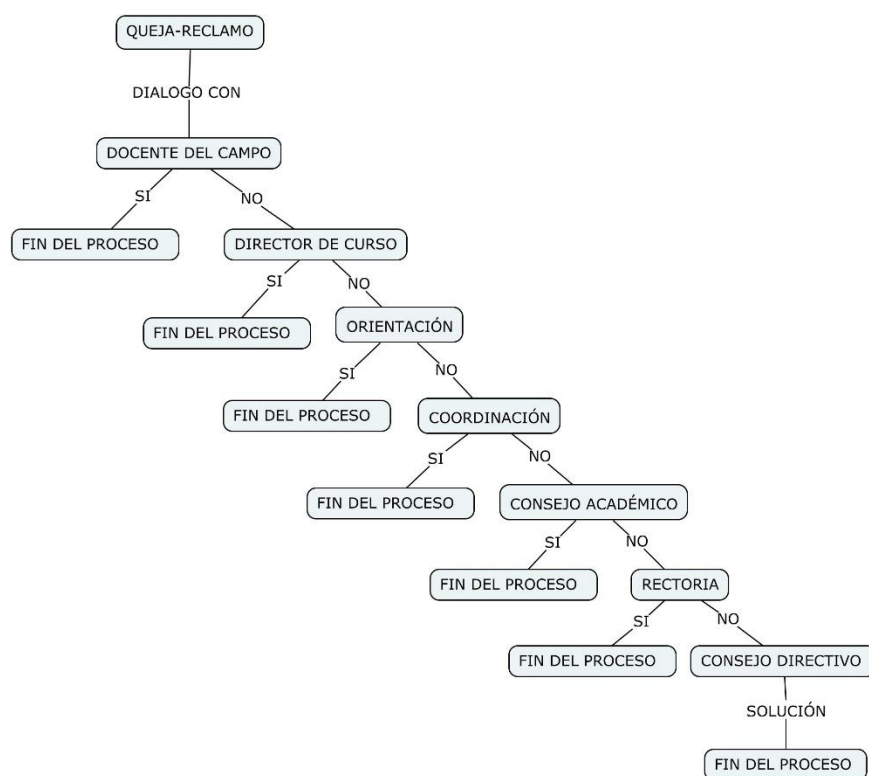 QUEJA-RECLAMO
DIALOGO CON
DOCENTE DEL CAMPO
SI
NO
FIN DEL PROCESO
DIRECTOR DE CURSO
SI
NO
FIN DEL PROCESO
ORIENTACIÓN
SI
NO
FIN DEL PROCESO
COORDINACIÓN
SI
NO
FIN DEL PROCESO
CONSEJO ACADÉMICO
SI
NO
FIN DEL PROCESO
RECTORIA
SI
NO
FIN DEL PROCESO
CONSEJO DIRECTIVO
SOLUCIÓN
FIN DEL PROCESO